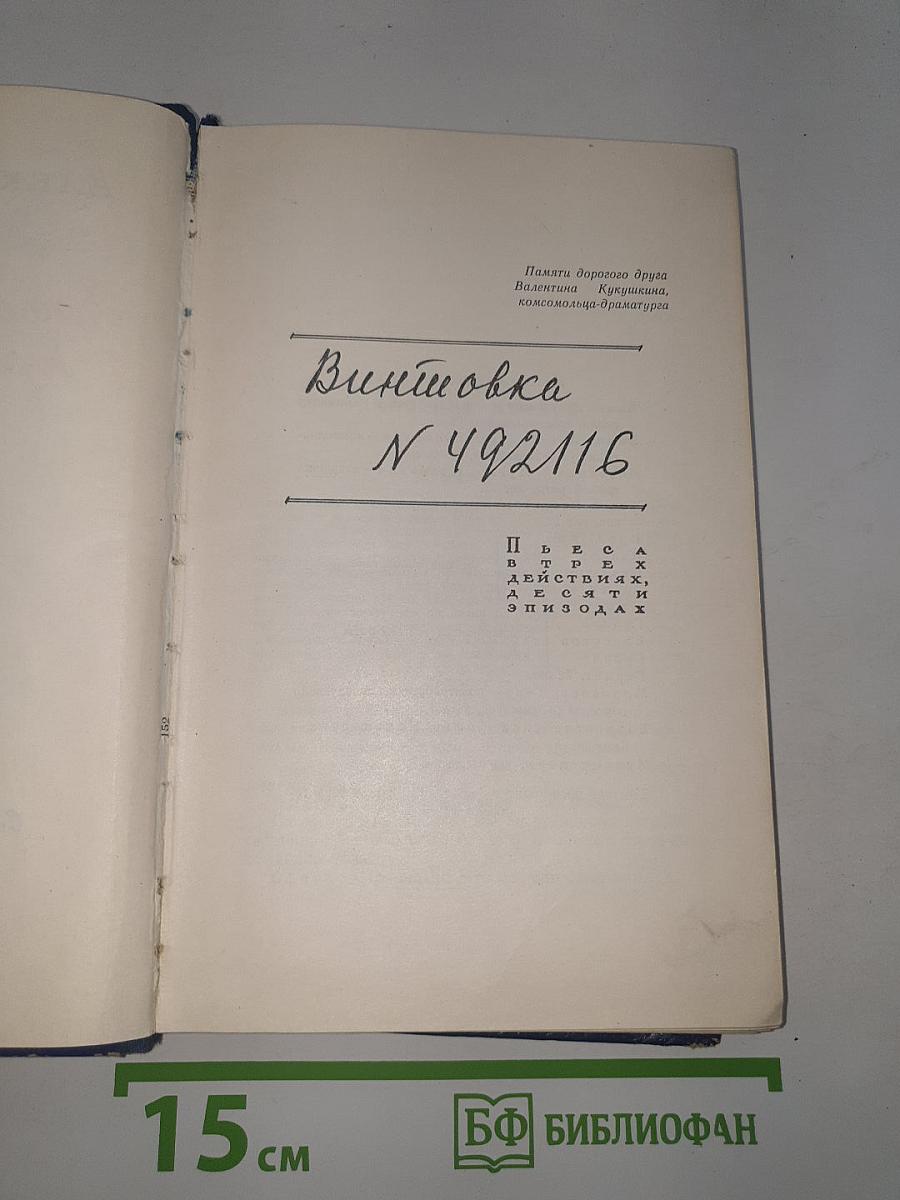 Памяти дорогого друга
Валентина Кукушкина,
комсомольца-драматурга
Винтовка
N 492116
Пьеса
в трех
действиях,
десяти
эпизодах
152
15 см
БФ БИБЛИОФАН